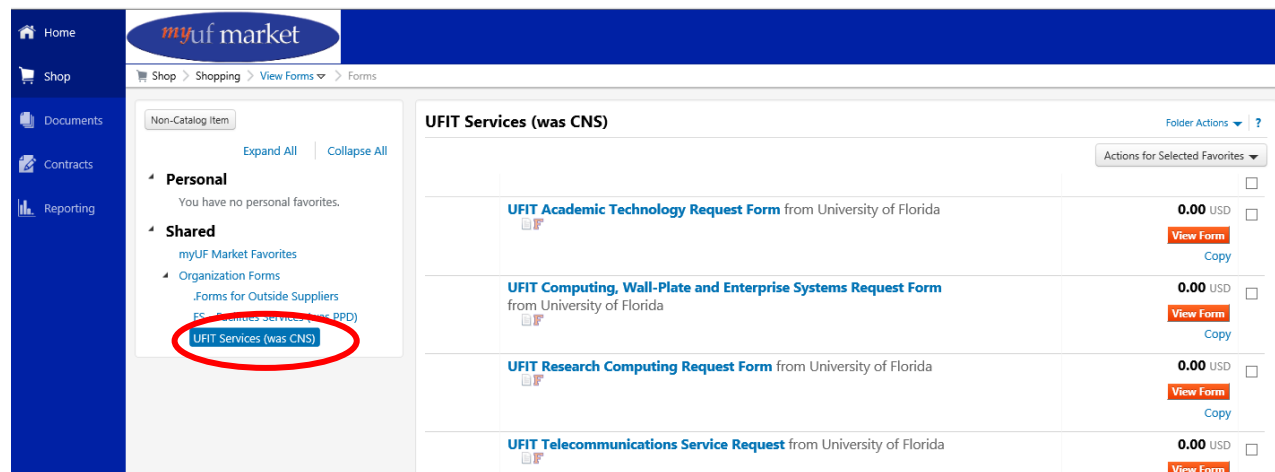 Home
Shop
Documents
Contracts
Reporting
myuf market
Shop > Shopping > View Forms > Forms
Non-Catalog Item
Expand All | Collapse All
Personal
You have no personal favorites.
Shared
myUF Market Favorites
Organization Forms
.Forms for Outside Suppliers
FS - Facilities Services (was PPD)
UFIT Services (was CNS)
UFIT Services (was CNS)
Folder Actions | ?
Actions for Selected Favorites
UFIT Academic Technology Request Form from University of Florida
F
0.00 USD
View Form
Copy
UFIT Computing, Wall-Plate and Enterprise Systems Request Form
from University of Florida
F
0.00 USD
View Form
Copy
UFIT Research Computing Request Form from University of Florida
F
0.00 USD
View Form
Copy
UFIT Telecommunications Service Request from University of Florida
F
0.00 USD
View Form